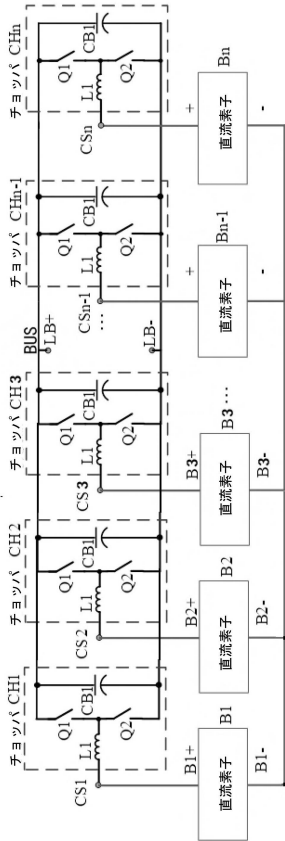 チョッパ CH1
CB1
Q1
Q2
L1
CS1
B1+
直流素子
B1
B1-
チョッパ CH2
CB1
Q1
Q2
L1
CS2
B2+
直流素子
B2
B2-
チョッパ CH3
CB1
Q1
Q2
L1
CS3
B3+
直流素子
B3 …
B3-
BUS
LB+
LB-
チョッパ CHn-1
CB1
Q1
Q2
L1
CSn-1
…
+
直流素子
Bn-1
-
チョッパ CHn
CB1
Q1
Q2
L1
CSn
+
直流素子
Bn
-